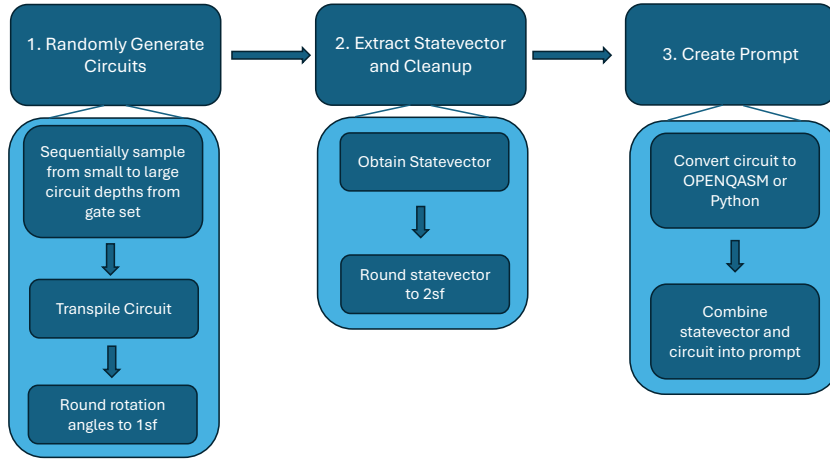 1. Randomly Generate
Circuits
2. Extract Statevector
and Cleanup
3. Create Prompt
Sequentially sample
from small to large
circuit depths from
gate set
Transpile Circuit
Round rotation
angles to 1sf
Obtain Statevector
Round statevector
to 2sf
Convert circuit to
OPENQASM or
Python
Combine
statevector and
circuit into prompt